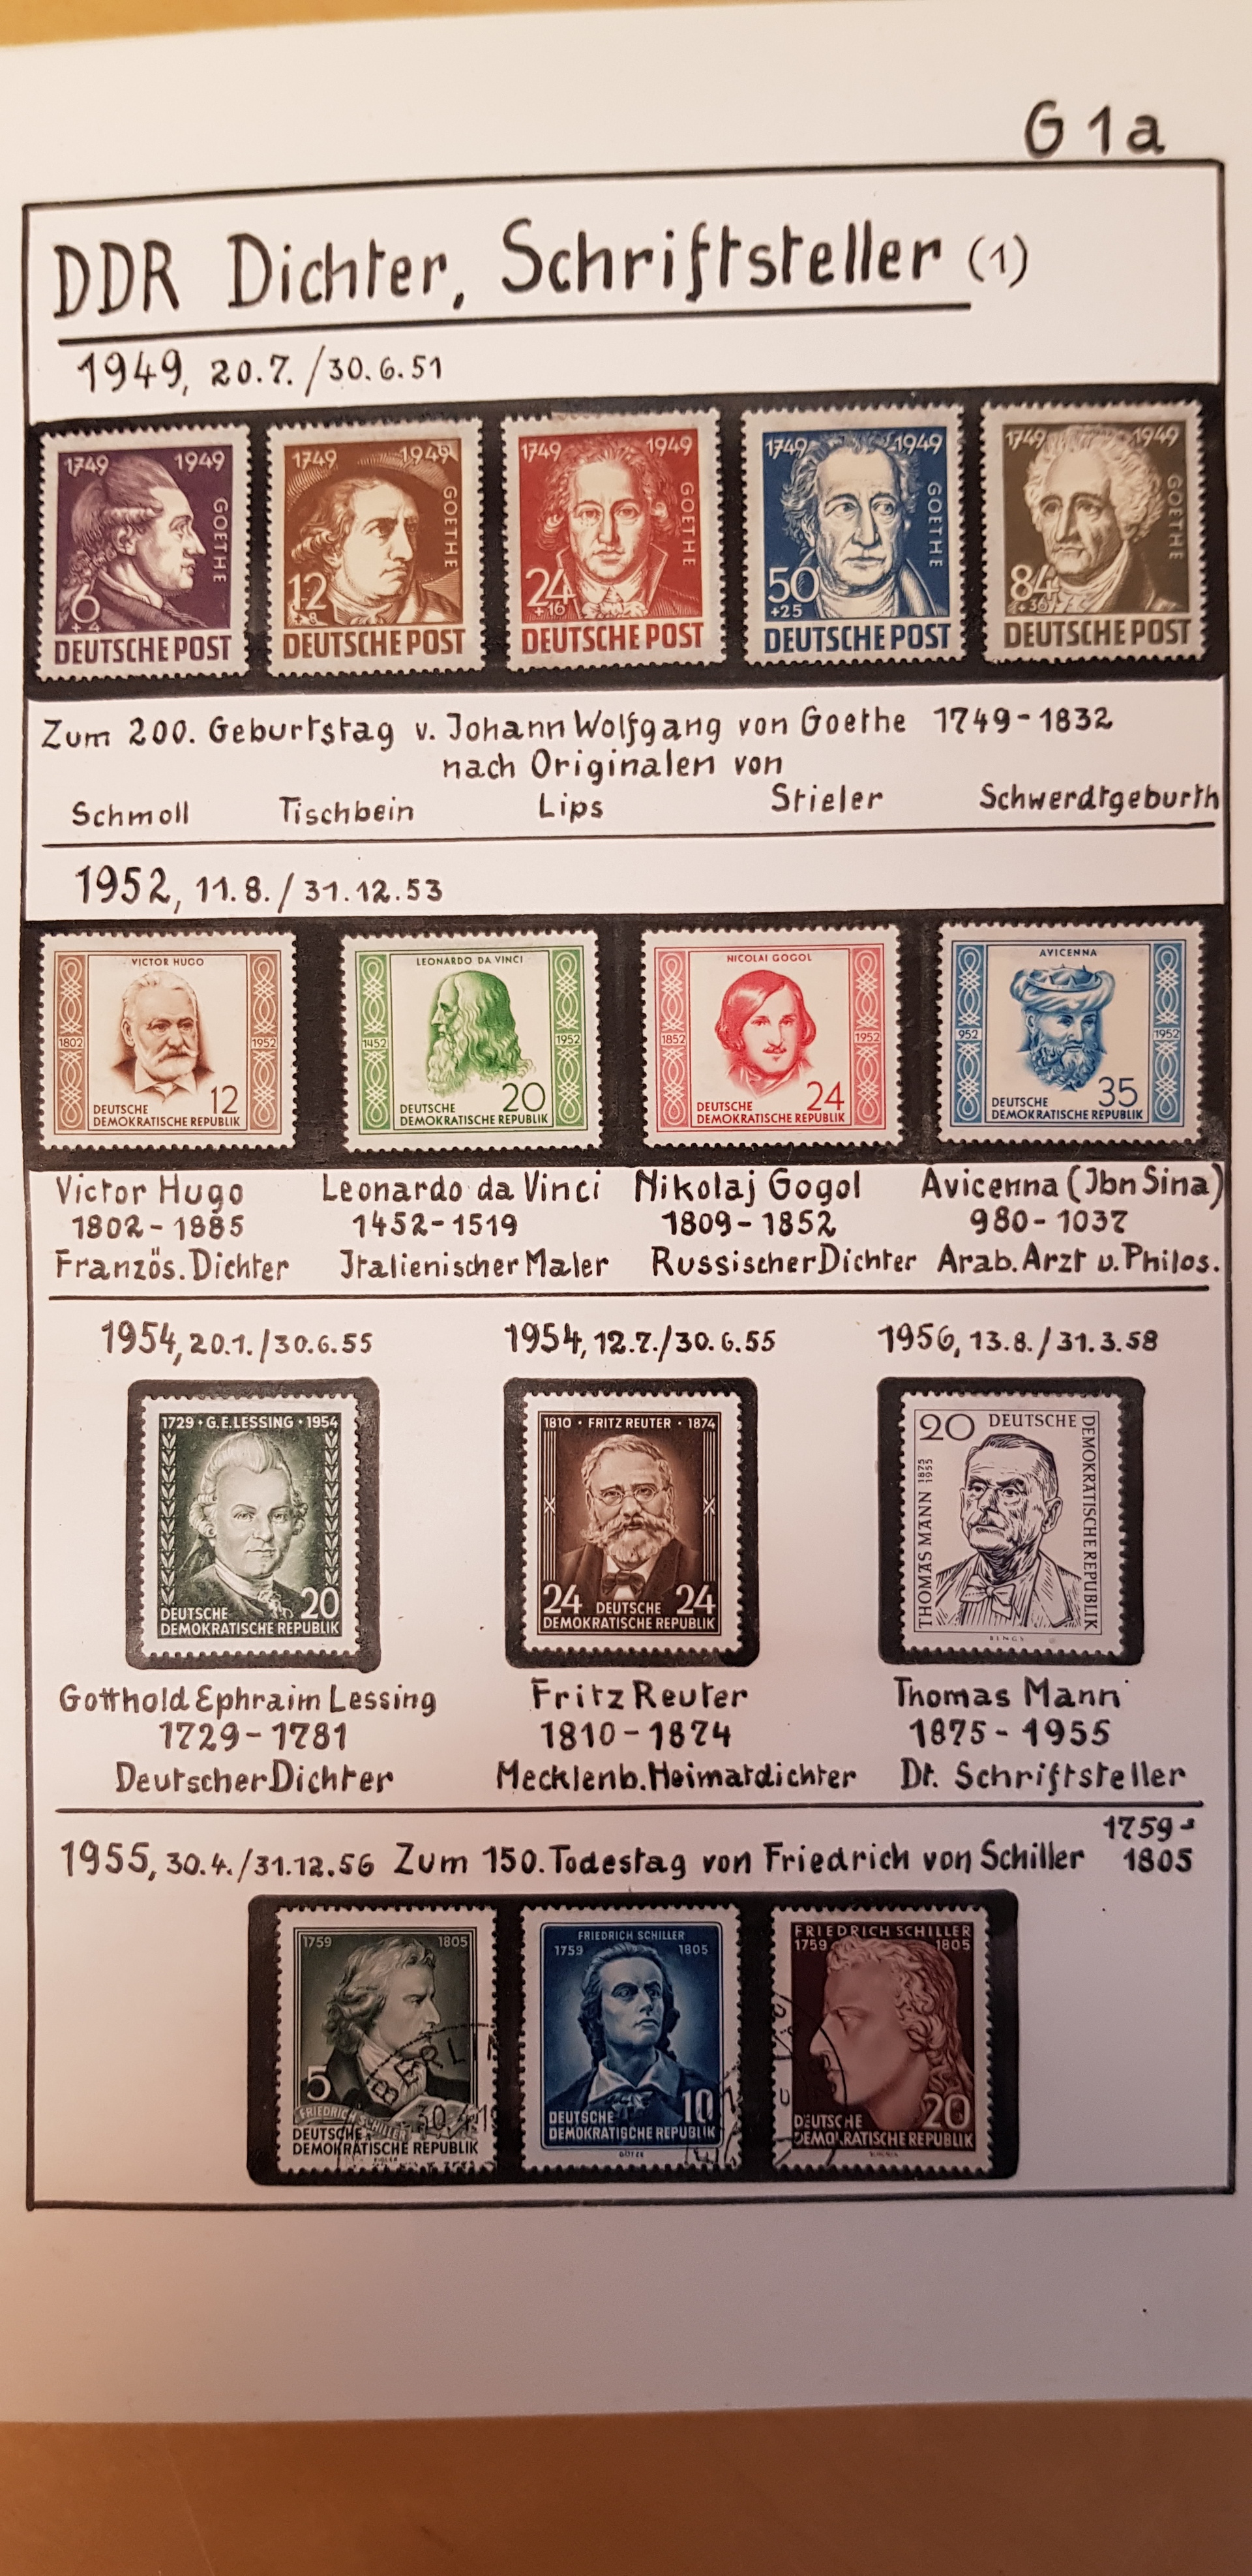 G 1a
DDR Dichter, Schriftsteller (1)
1949, 20.7. / 30.6.51
1749 1949
GOETHE
6
+ 4
DEUTSCHE POST
1749 1949
GOETHE
12
+ 8
DEUTSCHE POST
1749 1949
GOETHE
24
+ 16
DEUTSCHE POST
1749 1949
GOETHE
50
+ 25
DEUTSCHE POST
1749 1949
GOETHE
84
+ 36
DEUTSCHE POST
Zum 200. Geburtstag v. Johann Wolfgang von Goethe 1749-1832
nach Originalen von
Schmoll Tischbein Lips Stieler Schwerdtgeburth
1952, 11.8. / 31.12.53
VICTOR HUGO
1802 1952
12
DEUTSCHE
DEMOKRATISCHE REPUBLIK
LEONARDO DA VINCI
1452 1952
20
DEUTSCHE
DEMOKRATISCHE REPUBLIK
NICOLAI GOGOL
1852 1952
24
DEUTSCHE
DEMOKRATISCHE REPUBLIK
AVICENNA
952 1952
35
DEUTSCHE
DEMOKRATISCHE REPUBLIK
Victor Hugo Leonardo da Vinci Nikolaj Gogol Avicenna (Jbn Sina)
1802-1885 1452-1519 1809-1852 980-1037
Französ. Dichter Jtalienischer Maler Russischer Dichter Arab. Arzt u. Philos.
1954, 20.1./30.6.55 1954, 12.7./30.6.55 1956, 13.8./31.3.58
1729 · G.E.LESSING · 1954
20
DEUTSCHE
DEMOKRATISCHE REPUBLIK
1810 · FRITZ REUTER · 1874
24 DEUTSCHE 24
DEMOKRATISCHE REPUBLIK
20 DEUTSCHE
DEMOKRATISCHE REPUBLIK
THOMAS MANN 1875 1955
Gotthold Ephraim Lessing Fritz Reuter Thomas Mann
1729-1781 1810-1874 1875-1955
Deutscher Dichter Mecklenb. Heimatdichter Dt. Schriftsteller
1955, 30.4./31.12.56 Zum 150. Todestag von Friedrich von Schiller 1759-
1805
1759 1805
5
FRIEDRICH SCHILLER
DEUTSCHE
DEMOKRATISCHE REPUBLIK
BERLIN
FRIEDRICH SCHILLER
1759 1805
10
DEUTSCHE
DEMOKRATISCHE REPUBLIK
GÖTZE
FRIEDRICH SCHILLER
1759 1805
20
DEUTSCHE
DEMOKRATISCHE REPUBLIK